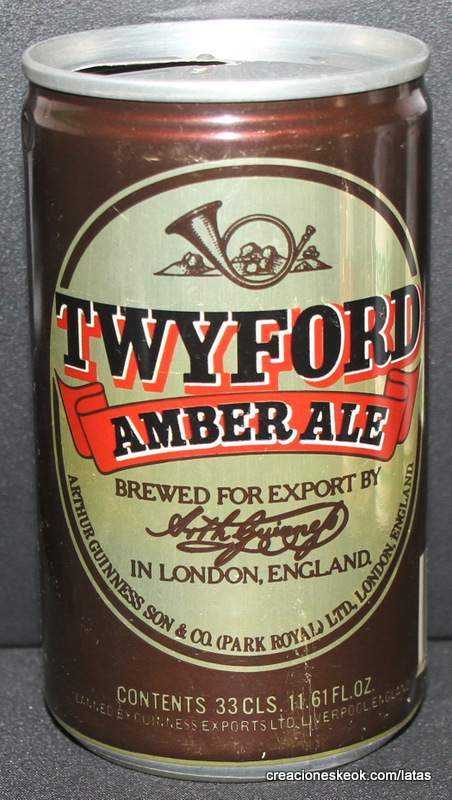 TWYFORD
AMBER ALE
BREWED FOR EXPORT BY
Arth Guinness
IN LONDON, ENGLAND.
ARTHUR GUINNESS SON & CO. (PARK ROYAL) LTD, LONDON, ENGLAND
CONTENTS 33 CLS. 11.61 FL.OZ.
CANNED BY GUINNESS EXPORTS LTD. LIVERPOOL ENGLAND
creacioneskeok.com/latas